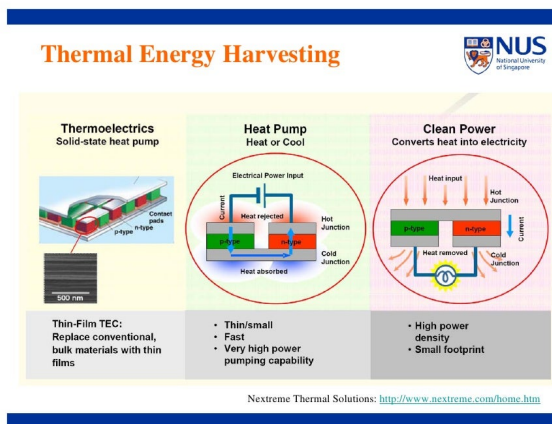 Thermal Energy Harvesting
NUS
National University
of Singapore
Thermoelectrics
Solid-state heat pump
Contact
pads
n-type
p-type
500 nm
Thin-Film TEC:
Replace conventional,
bulk materials with thin
films
Heat Pump
Heat or Cool
Electrical Power Input
Current
Heat rejected
Hot
Junction
p-type
n-type
Cold
Junction
Heat absorbed
• Thin/small
• Fast
• Very high power
pumping capability
Clean Power
Converts heat into electricity
Heat input
Hot
Junction
p-type
n-type
Current
Heat removed
Cold
Junction
• High power
density
• Small footprint
Nextreme Thermal Solutions: http://www.nextreme.com/home.htm